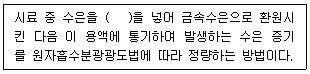 시료 중 수은을 (   )을 넣어 금속수은으로 환원시
킨 다음 이 용액에 통기하여 발생하는 수은 증기
를 원자흡수분광광도법에 따라 정량하는 방법이다.